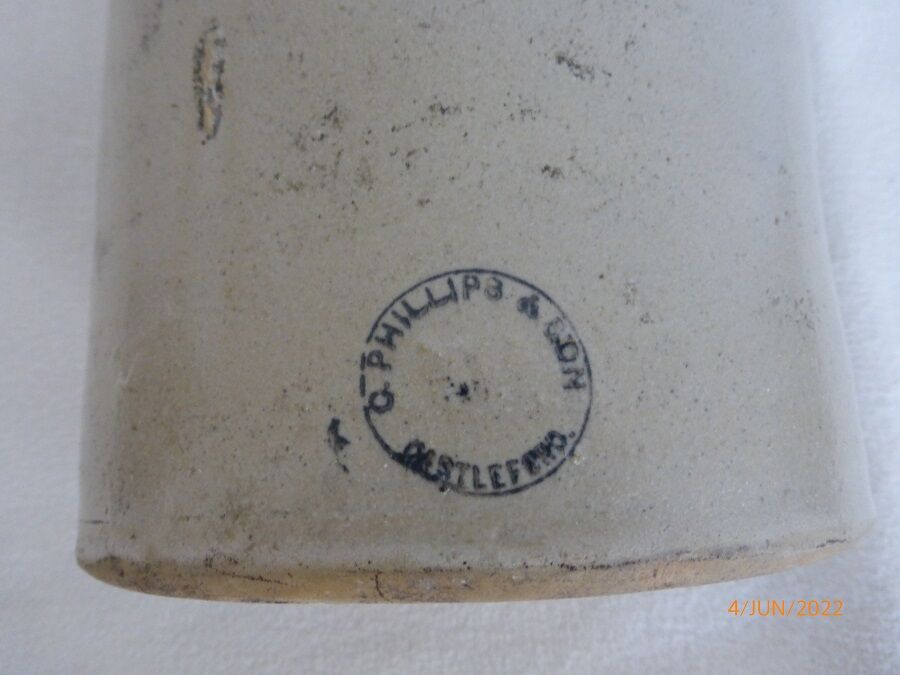 C. PHILLIPS & SON
CASTLEFORD.
4/JUN/2022